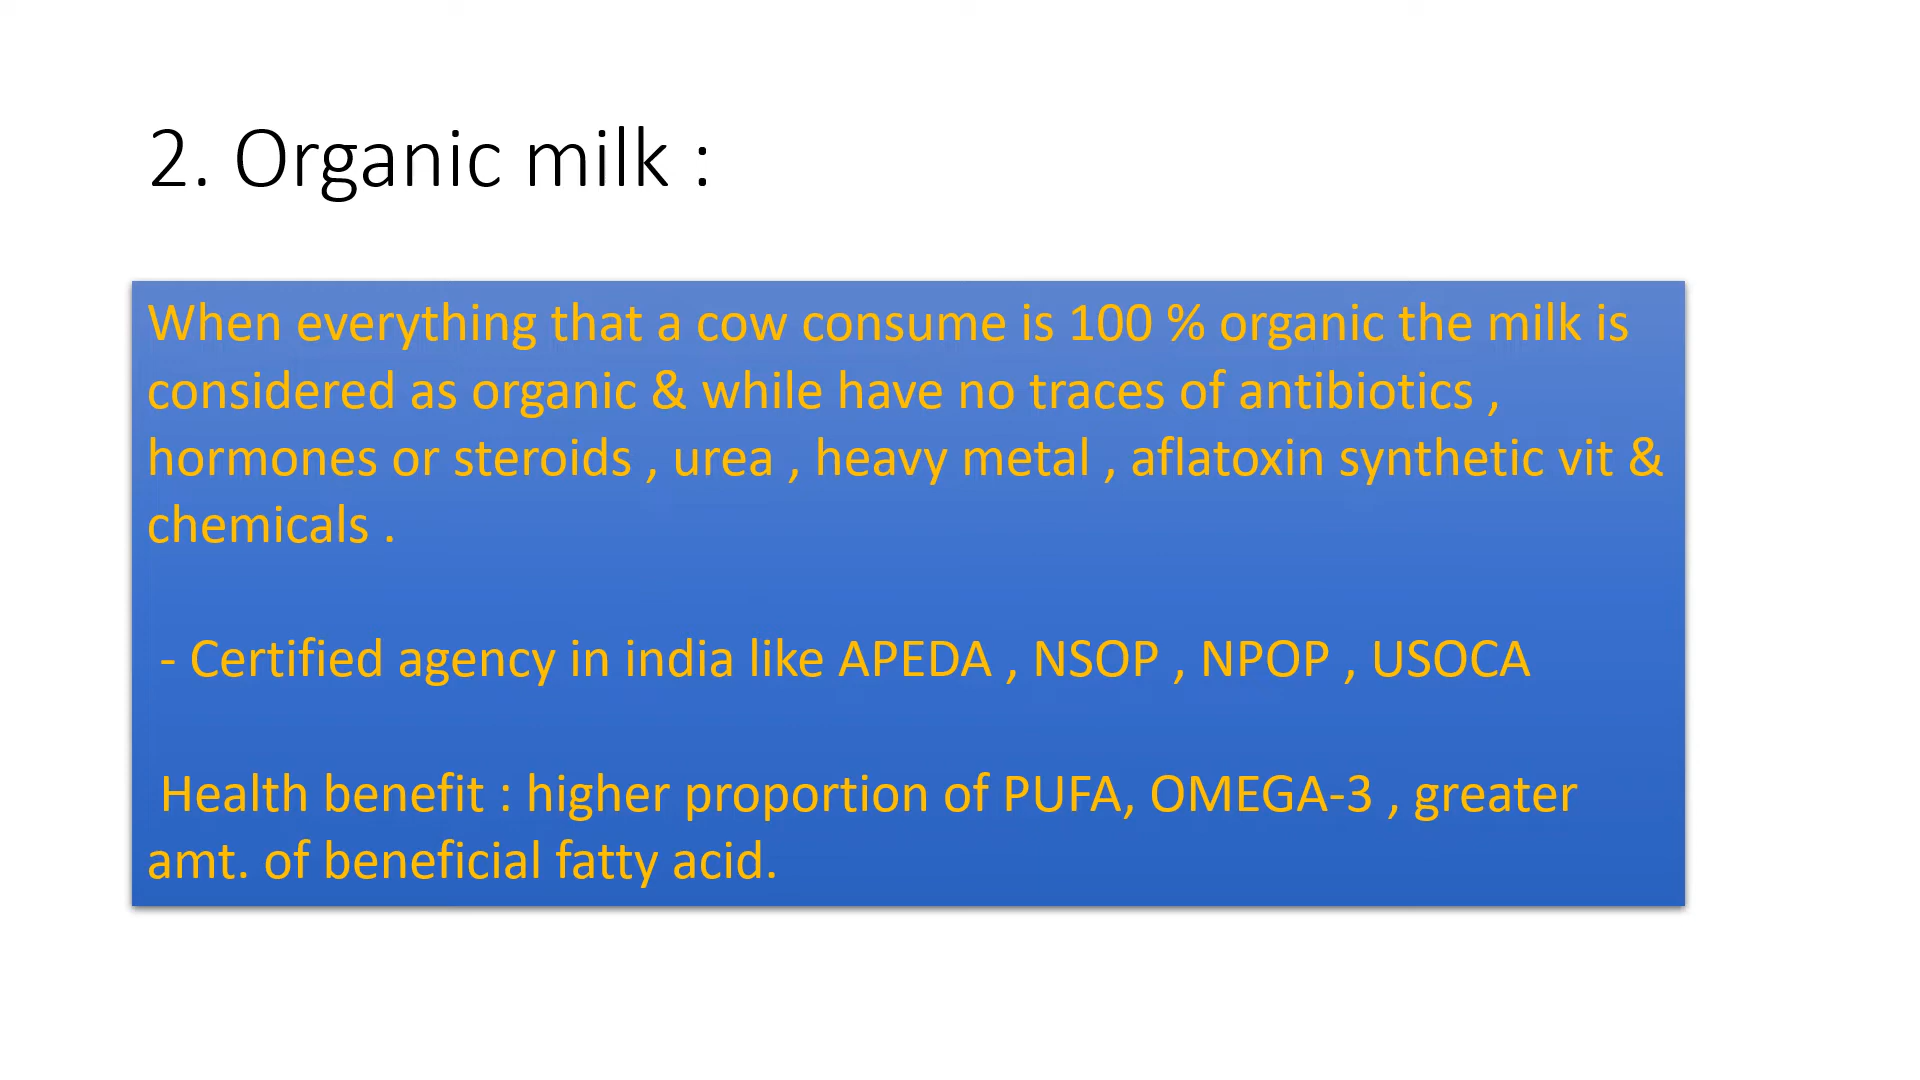 2. Organic milk :
When everything that a cow consume is 100 % organic the milk is
considered as organic & while have no traces of antibiotics ,
hormones or steroids , urea , heavy metal , aflatoxin synthetic vit &
chemicals .
- Certified agency in india like APEDA , NSOP , NPOP , USOCA
Health benefit : higher proportion of PUFA, OMEGA-3 , greater
amt. of beneficial fatty acid.